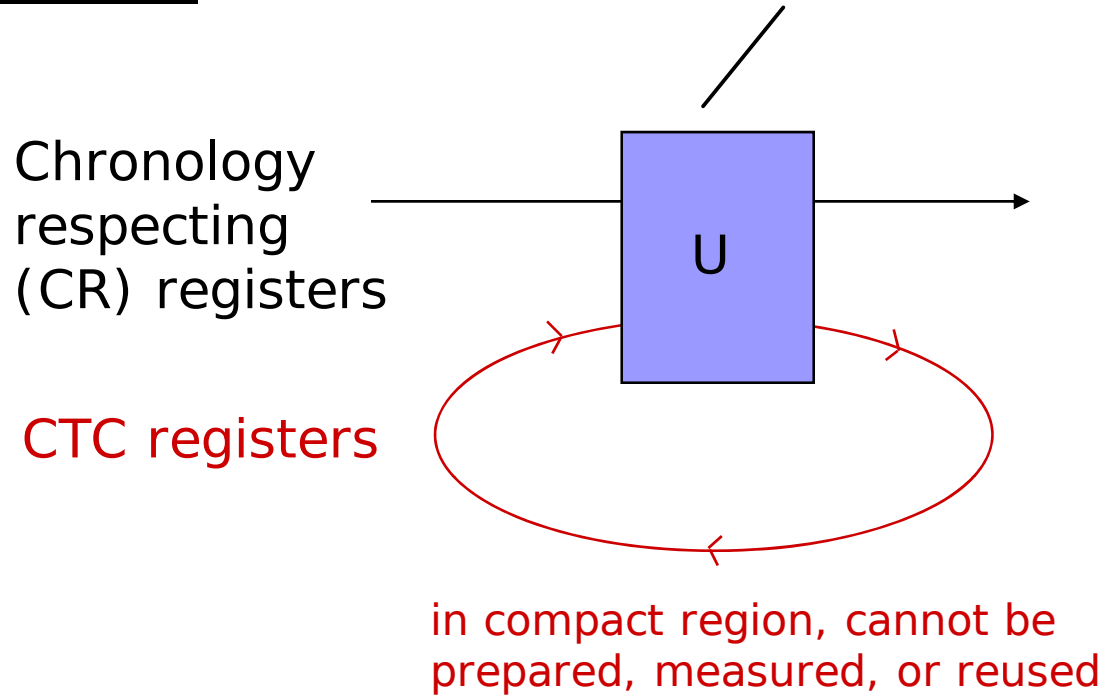 Chronology
respecting
(CR) registers
U
CTC registers
in compact region, cannot be
prepared, measured, or reused